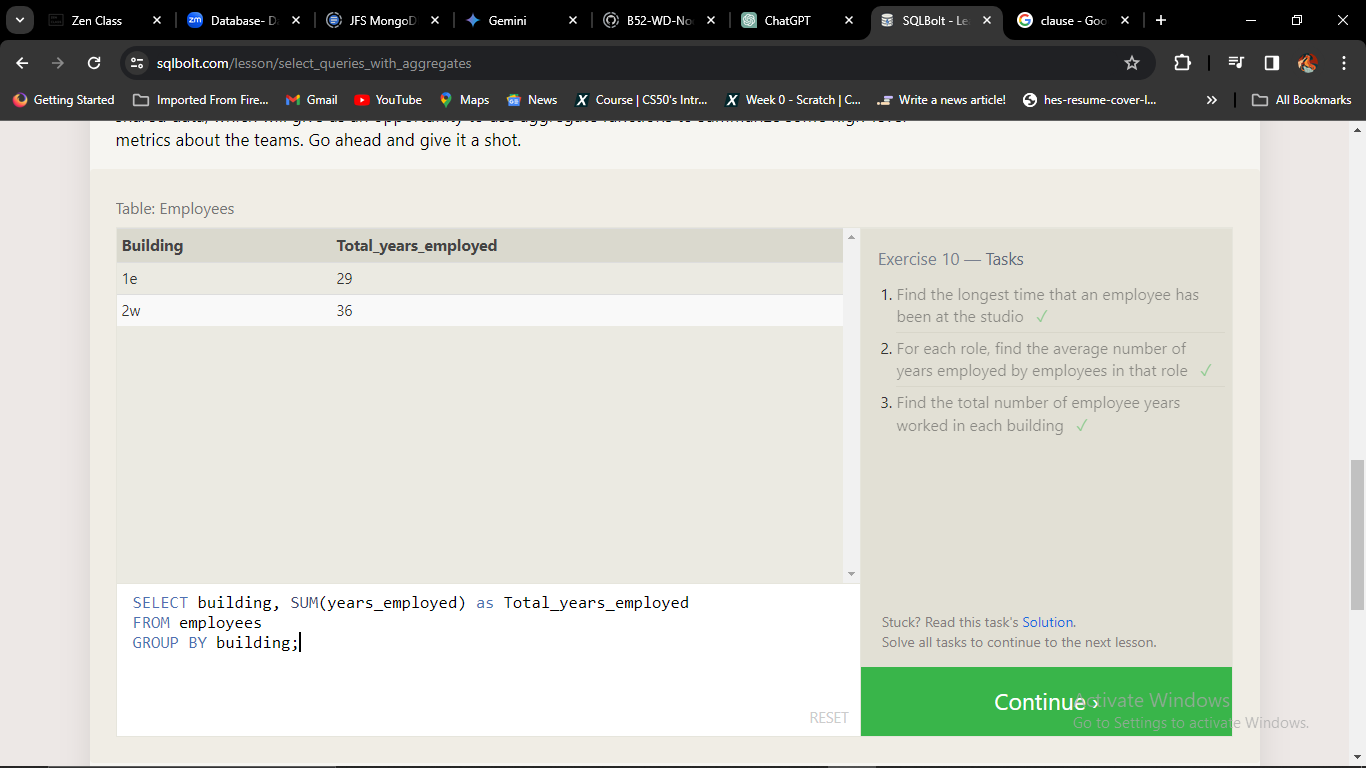 Zen Class
Database- D
JFS MongoD
Gemini
B52-WD-No
ChatGPT
SQLBolt - Le
clause - Goo
sqlbolt.com/lesson/select_queries_with_aggregates
Getting Started
Imported From Fire...
Gmail
YouTube
Maps
News
Course | CS50's Intr...
Week 0 - Scratch | C...
Write a news article!
hes-resume-cover-l...
»
All Bookmarks
metrics about the teams. Go ahead and give it a shot.
Table: Employees
Building Total_years_employed
1e 29
2w 36
Exercise 10 — Tasks
1. Find the longest time that an employee has
been at the studio ✓
2. For each role, find the average number of
years employed by employees in that role ✓
3. Find the total number of employee years
worked in each building ✓
SELECT building, SUM(years_employed) as Total_years_employed
FROM employees
GROUP BY building;
RESET
Stuck? Read this task's Solution.
Solve all tasks to continue to the next lesson.
Continue ›
Activate Windows
Go to Settings to activate Windows.